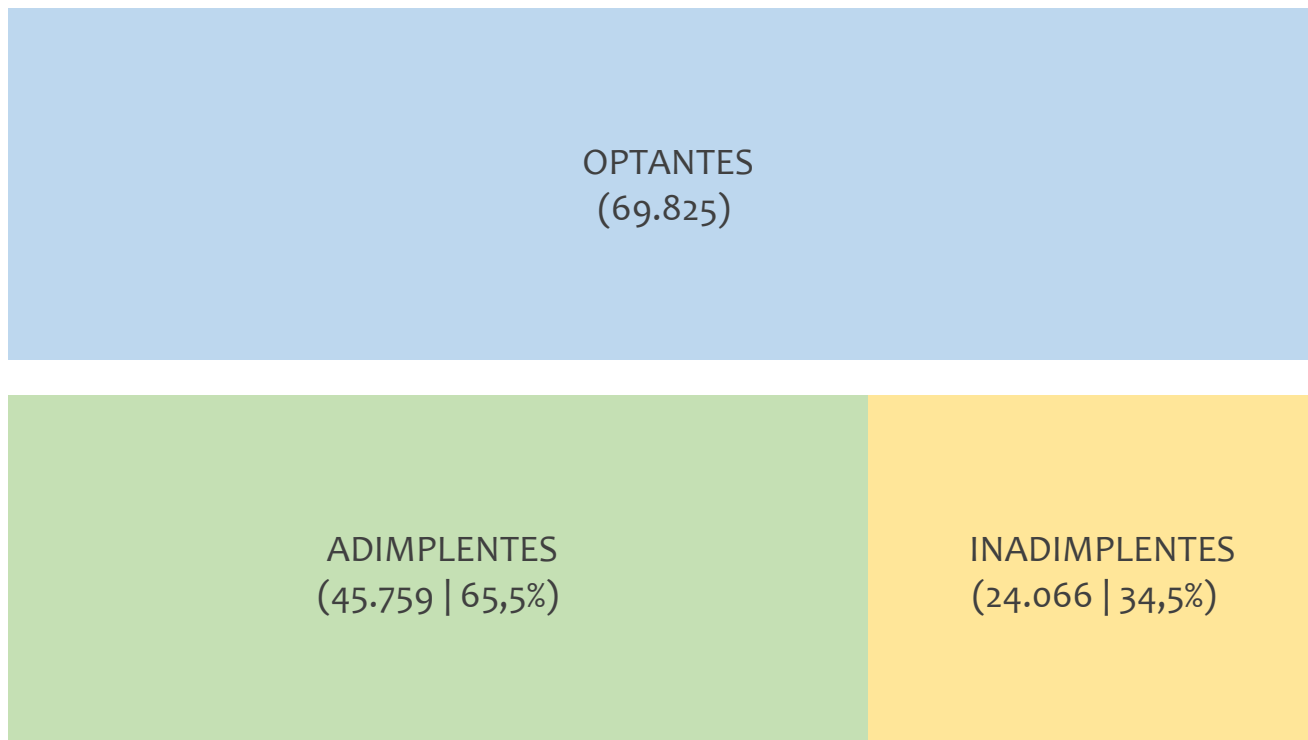 OPTANTES
(69.825)
ADIMPLENTES
(45.759 | 65,5%)
INADIMPLENTES
(24.066 | 34,5%)